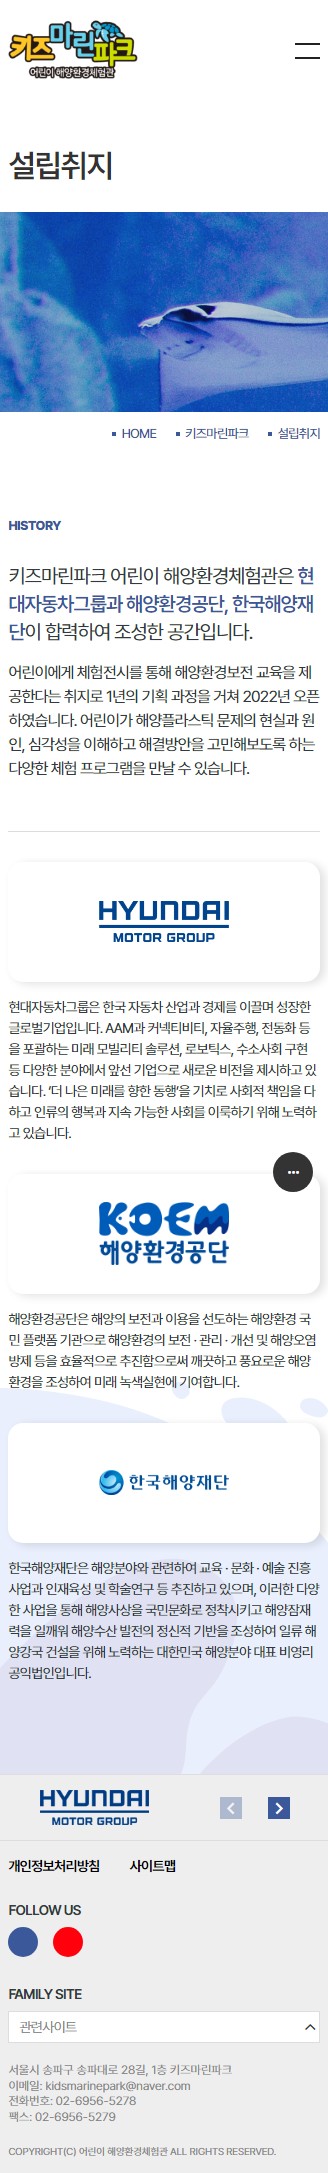 키즈마린파크
어린이 해양환경체험관
설립취지
HOME 키즈마린파크 설립취지
HISTORY
키즈마린파크 어린이 해양환경체험관은 현
대자동차그룹과 해양환경공단, 한국해양재
단이 합력하여 조성한 공간입니다.
어린이에게 체험전시를 통해 해양환경보전 교육을 제
공한다는 취지로 1년의 기획 과정을 거쳐 2022년 오픈
하였습니다. 어린이가 해양플라스틱 문제의 현실과 원
인, 심각성을 이해하고 해결방안을 고민해보도록 하는
다양한 체험 프로그램을 만날 수 있습니다.
HYUNDAI
MOTOR GROUP
현대자동차그룹은 한국 자동차 산업과 경제를 이끌며 성장한
글로벌기업입니다. AAM과 커넥티비티, 자율주행, 전동화 등
을 포괄하는 미래 모빌리티 솔루션, 로보틱스, 수소사회 구현
등 다양한 분야에서 앞선 기업으로 새로운 비전을 제시하고 있
습니다. '더 나은 미래를 향한 동행'을 기치로 사회적 책임을 다
하고 인류의 행복과 지속 가능한 사회를 이룩하기 위해 노력하
고 있습니다.
KOEM
해양환경공단
해양환경공단은 해양의 보전과 이용을 선도하는 해양환경 국
민 플랫폼 기관으로 해양환경의 보전 · 관리 · 개선 및 해양오염
방제 등을 효율적으로 추진함으로써 깨끗하고 풍요로운 해양
환경을 조성하여 미래 녹색실현에 기여합니다.
한국해양재단
한국해양재단은 해양분야와 관련하여 교육 · 문화 · 예술 진흥
사업과 인재육성 및 학술연구 등 추진하고 있으며, 이러한 다양
한 사업을 통해 해양사상을 국민문화로 정착시키고 해양잠재
력을 일깨워 해양수산 발전의 정신적 기반을 조성하여 일류 해
양강국 건설을 위해 노력하는 대한민국 해양분야 대표 비영리
공익법인입니다.
HYUNDAI
MOTOR GROUP
개인정보처리방침 사이트맵
FOLLOW US
FAMILY SITE
관련사이트
서울시 송파구 송파대로 28길, 1층 키즈마린파크
이메일: kidsmarinepark@naver.com
전화번호: 02-6956-5278
팩스: 02-6956-5279
COPYRIGHT(C) 어린이 해양환경체험관 ALL RIGHTS RESERVED.